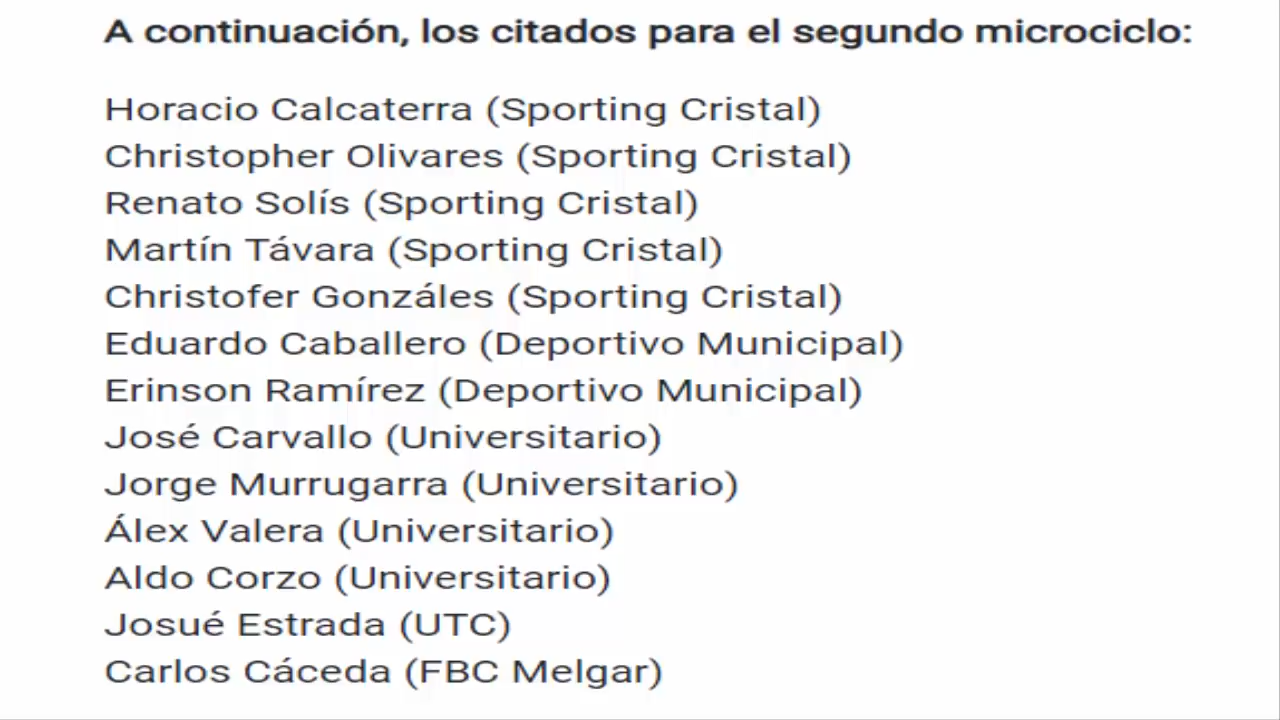 A continuación, los citados para el segundo microciclo:
Horacio Calcaterra (Sporting Cristal)
Christopher Olivares (Sporting Cristal)
Renato Solís (Sporting Cristal)
Martín Távara (Sporting Cristal)
Christofer Gonzáles (Sporting Cristal)
Eduardo Caballero (Deportivo Municipal)
Erinson Ramírez (Deportivo Municipal)
José Carvallo (Universitario)
Jorge Murrugarra (Universitario)
Álex Valera (Universitario)
Aldo Corzo (Universitario)
Josué Estrada (UTC)
Carlos Cáceda (FBC Melgar)